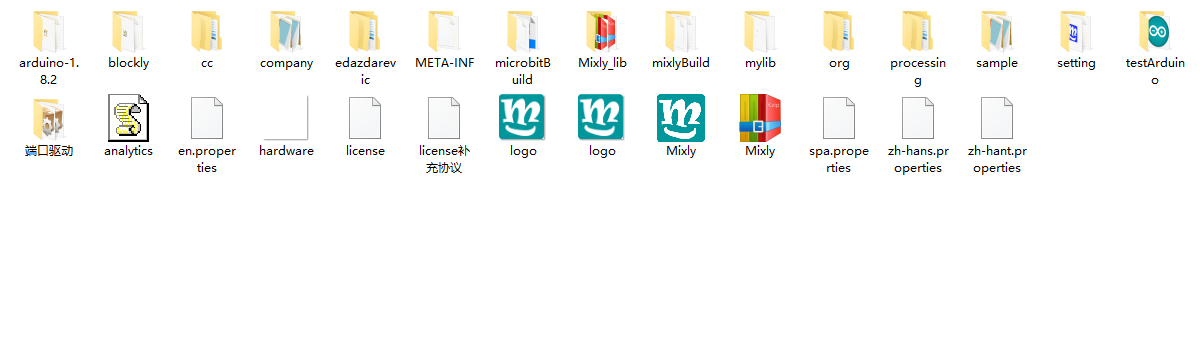 arduino-1.8.2
blockly
cc
company
edazdarevic
META-INF
microbitBuild
Mixly_lib
mixlyBuild
mylib
org
processing
sample
setting
testArduino
端口驱动
analytics
en.properties
hardware
license
license补充协议
logo
logo
Mixly
Mixly
spa.properties
zh-hans.properties
zh-hant.properties